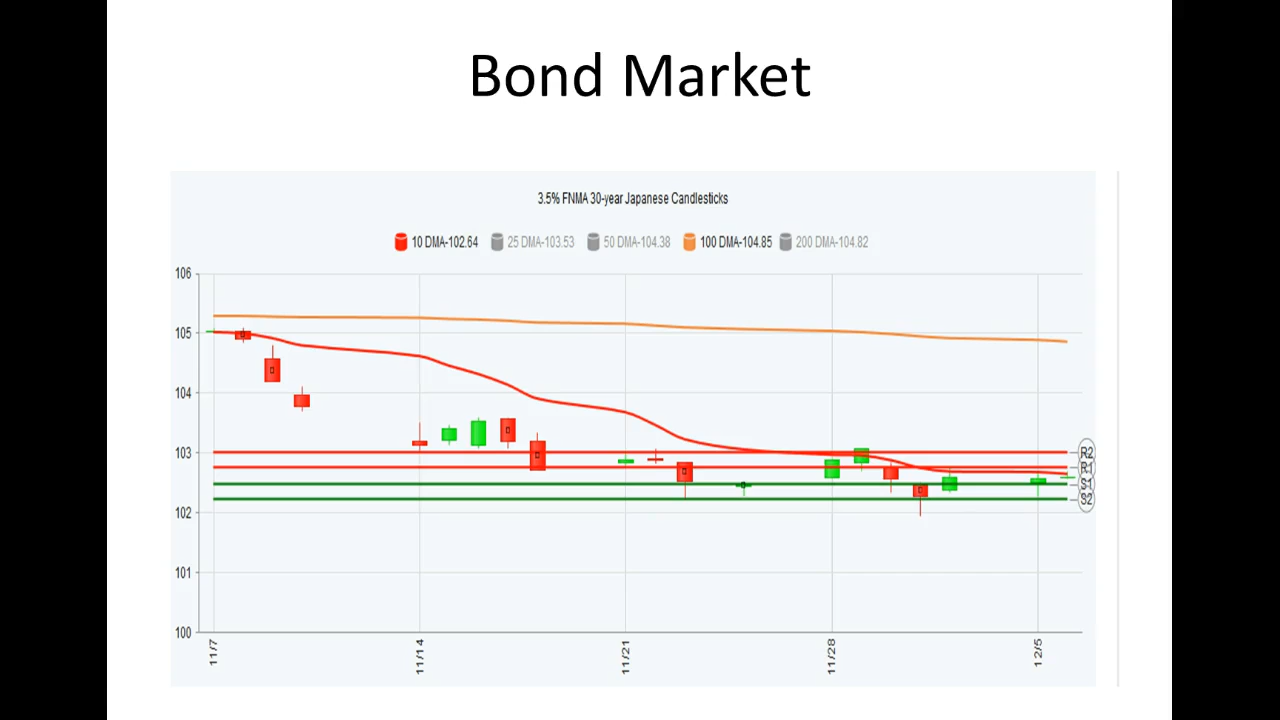 Bond Market
3.5% FNMA 30-year Japanese Candlesticks
10 DMA-102.64 25 DMA-103.53 50 DMA-104.38 100 DMA-104.85 200 DMA-104.82
106
105
104
103
102
101
100
R2
R1
S1
S2
11/7 11/14 11/21 11/28 12/5